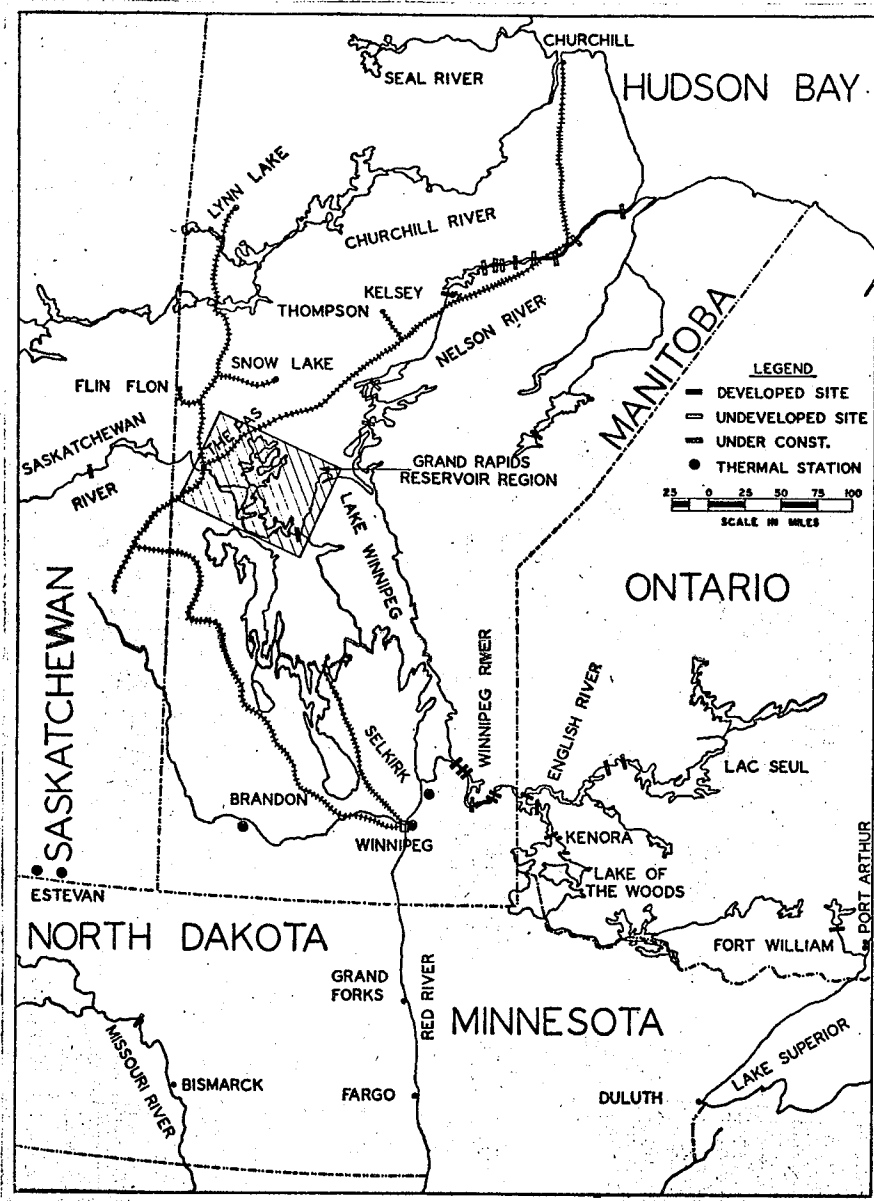 CHURCHILL
SEAL RIVER
HUDSON BAY
LYNN LAKE
CHURCHILL RIVER
KELSEY
THOMPSON
NELSON RIVER
SNOW LAKE
FLIN FLON
MANITOBA
LEGEND
DEVELOPED SITE
UNDEVELOPED SITE
UNDER CONST.
THERMAL STATION
25 0 25 50 75 100
SCALE IN MILES
SASKATCHEWAN
RIVER
THE PAS
GRAND RAPIDS
RESERVOIR REGION
LAKE WINNIPEG
ONTARIO
SASKATCHEWAN
WINNIPEG RIVER
ENGLISH RIVER
LAC SEUL
SELKIRK
BRANDON
WINNIPEG
KENORA
LAKE OF
THE WOODS
PORT ARTHUR
ESTEVAN
FORT WILLIAM
NORTH DAKOTA
GRAND
FORKS
RED RIVER
MINNESOTA
MISSOURI RIVER
BISMARCK
FARGO
DULUTH
LAKE SUPERIOR